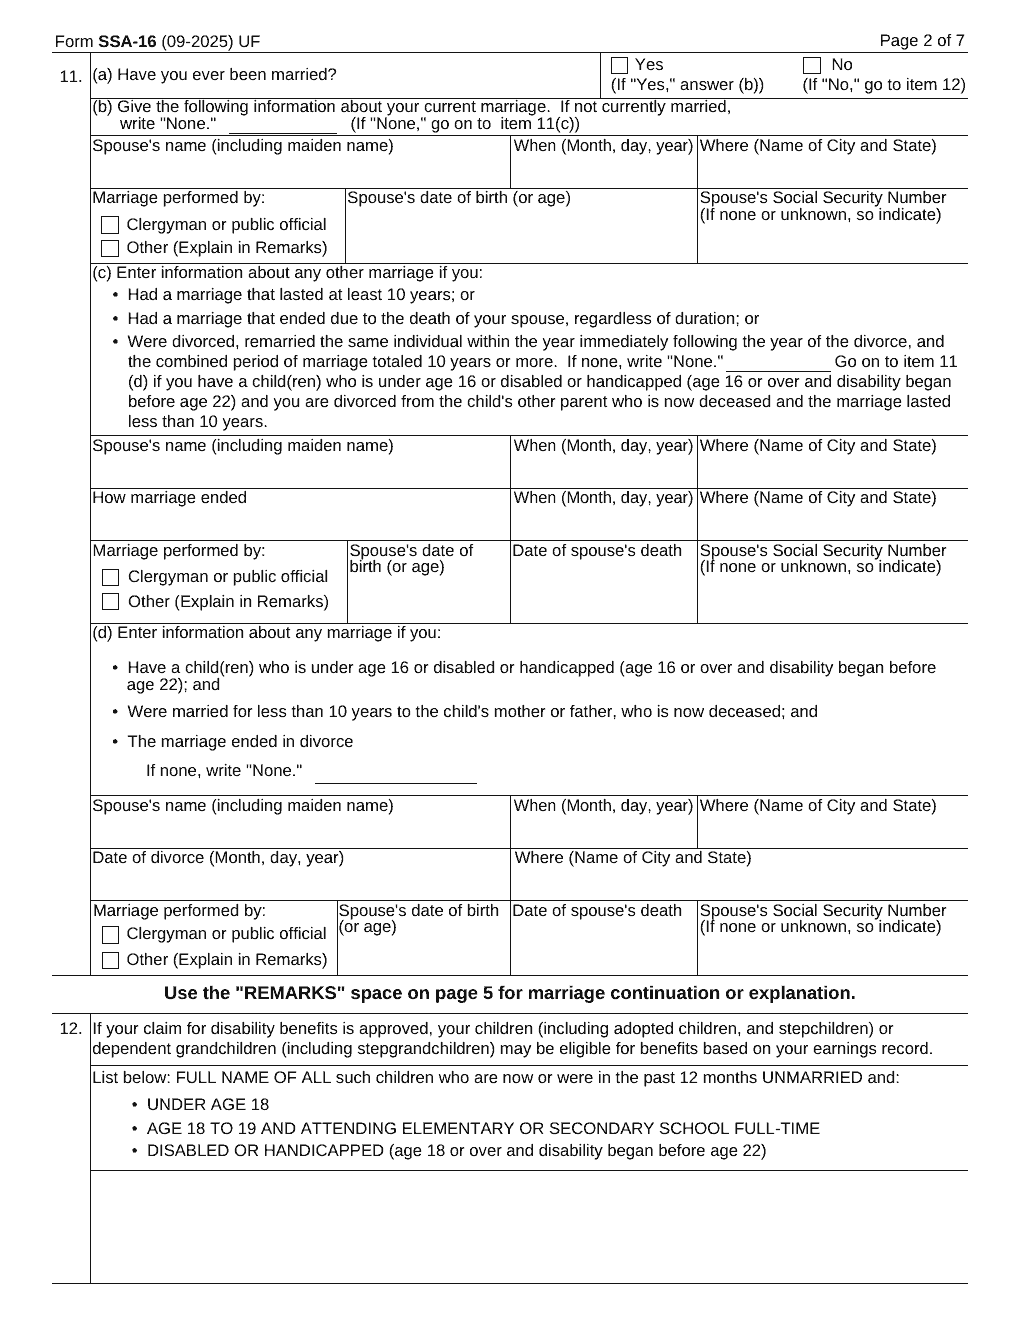 Form SSA-16 (09-2025) UF
Page 2 of 7
11. (a) Have you ever been married?
Yes
(If "Yes," answer (b))
No
(If "No," go to item 12)
(b) Give the following information about your current marriage. If not currently married,
write "None." (If "None," go on to item 11(c))
Spouse's name (including maiden name)
When (Month, day, year)
Where (Name of City and State)
Marriage performed by:
Clergyman or public official
Other (Explain in Remarks)
Spouse's date of birth (or age)
Spouse's Social Security Number
(If none or unknown, so indicate)
(c) Enter information about any other marriage if you:
• Had a marriage that lasted at least 10 years; or
• Had a marriage that ended due to the death of your spouse, regardless of duration; or
• Were divorced, remarried the same individual within the year immediately following the year of the divorce, and
the combined period of marriage totaled 10 years or more. If none, write "None." Go on to item 11
(d) if you have a child(ren) who is under age 16 or disabled or handicapped (age 16 or over and disability began
before age 22) and you are divorced from the child's other parent who is now deceased and the marriage lasted
less than 10 years.
Spouse's name (including maiden name)
When (Month, day, year)
Where (Name of City and State)
How marriage ended
When (Month, day, year)
Where (Name of City and State)
Marriage performed by:
Clergyman or public official
Other (Explain in Remarks)
Spouse's date of
birth (or age)
Date of spouse's death
Spouse's Social Security Number
(If none or unknown, so indicate)
(d) Enter information about any marriage if you:
• Have a child(ren) who is under age 16 or disabled or handicapped (age 16 or over and disability began before
age 22); and
• Were married for less than 10 years to the child's mother or father, who is now deceased; and
• The marriage ended in divorce
If none, write "None."
Spouse's name (including maiden name)
When (Month, day, year)
Where (Name of City and State)
Date of divorce (Month, day, year)
Where (Name of City and State)
Marriage performed by:
Clergyman or public official
Other (Explain in Remarks)
Spouse's date of birth
(or age)
Date of spouse's death
Spouse's Social Security Number
(If none or unknown, so indicate)
Use the "REMARKS" space on page 5 for marriage continuation or explanation.
12. If your claim for disability benefits is approved, your children (including adopted children, and stepchildren) or
dependent grandchildren (including stepgrandchildren) may be eligible for benefits based on your earnings record.
List below: FULL NAME OF ALL such children who are now or were in the past 12 months UNMARRIED and:
• UNDER AGE 18
• AGE 18 TO 19 AND ATTENDING ELEMENTARY OR SECONDARY SCHOOL FULL-TIME
• DISABLED OR HANDICAPPED (age 18 or over and disability began before age 22)